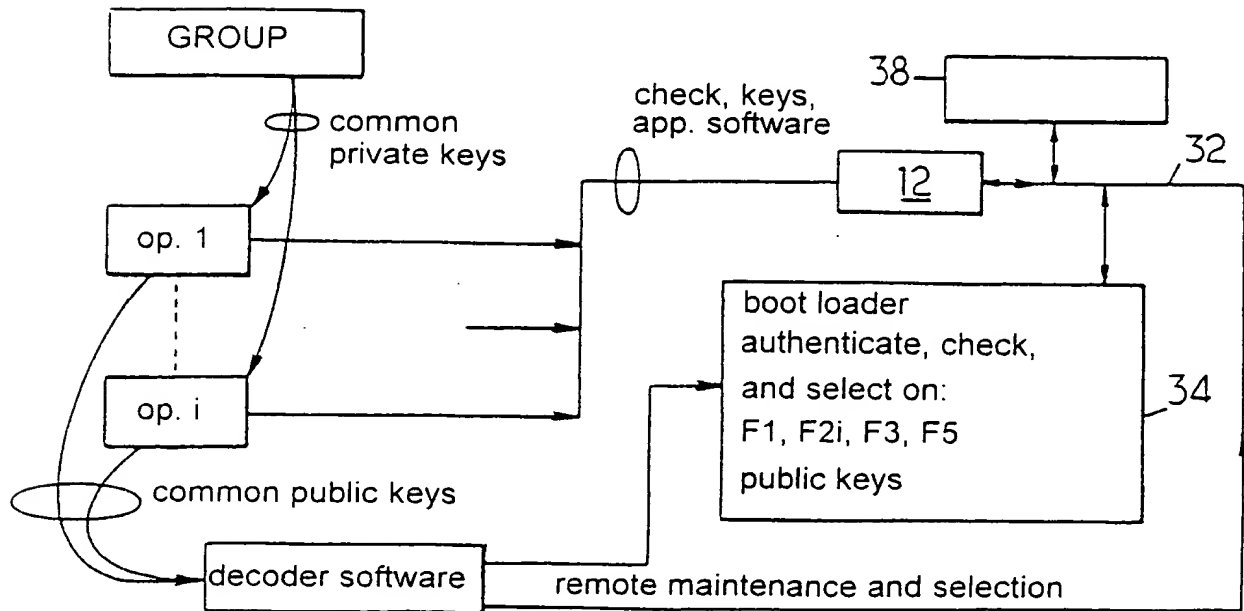 GROUP
common
private keys
check, keys,
app. software
38
12
32
op. 1
op. i
boot loader
authenticate, check,
and select on:
F1, F2i, F3, F5
public keys
34
common public keys
decoder software
remote maintenance and selection